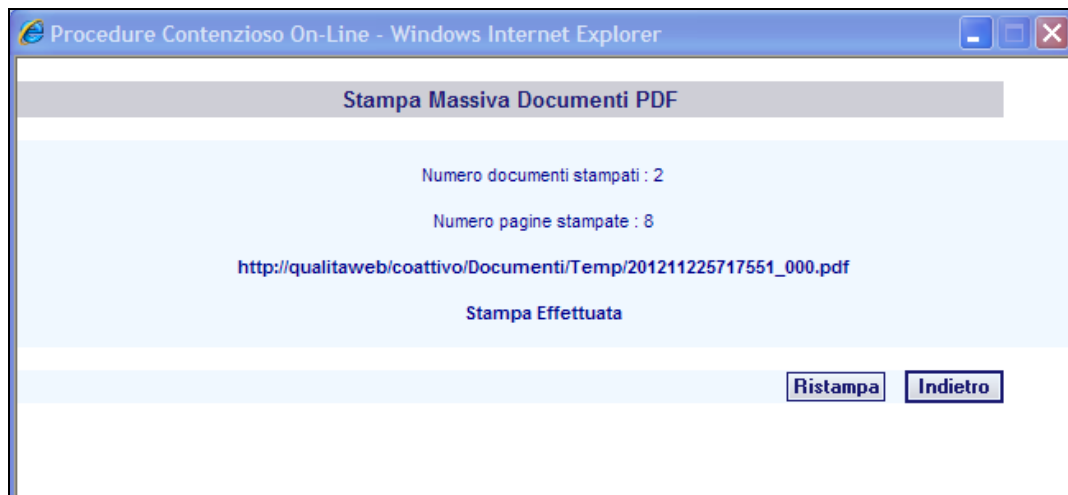 Procedure Contenzioso On-Line - Windows Internet Explorer
Stampa Massiva Documenti PDF
Numero documenti stampati : 2
Numero pagine stampate : 8
http://qualitaweb/coattivo/Documenti/Temp/201211225717551_000.pdf
Stampa Effettuata
Ristampa Indietro